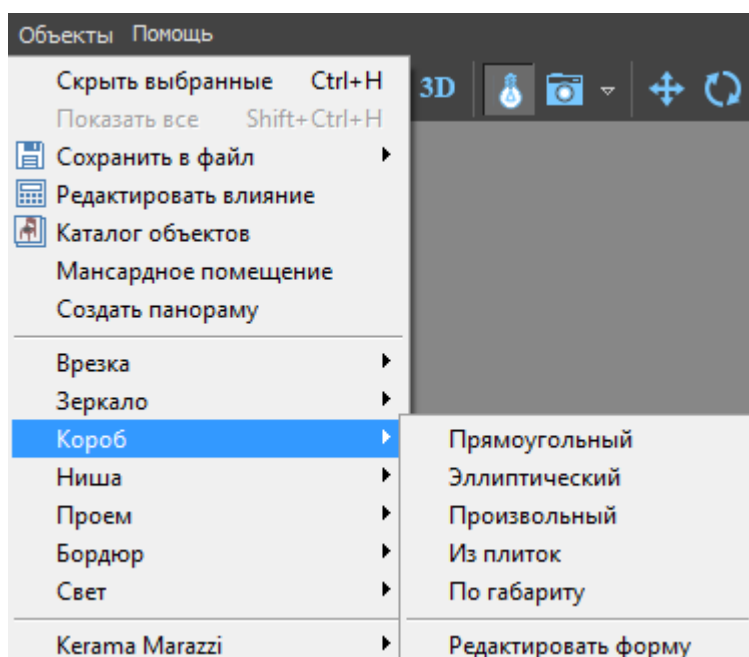 Объекты Помощь
Скрыть выбранные Ctrl+H
Показать все Shift+Ctrl+H
Сохранить в файл
Редактировать влияние
Каталог объектов
Мансардное помещение
Создать панораму
Врезка
Зеркало
Короб
Ниша
Проем
Бордюр
Свет
Kerama Marazzi
3D
Прямоугольный
Эллиптический
Произвольный
Из плиток
По габариту
Редактировать форму